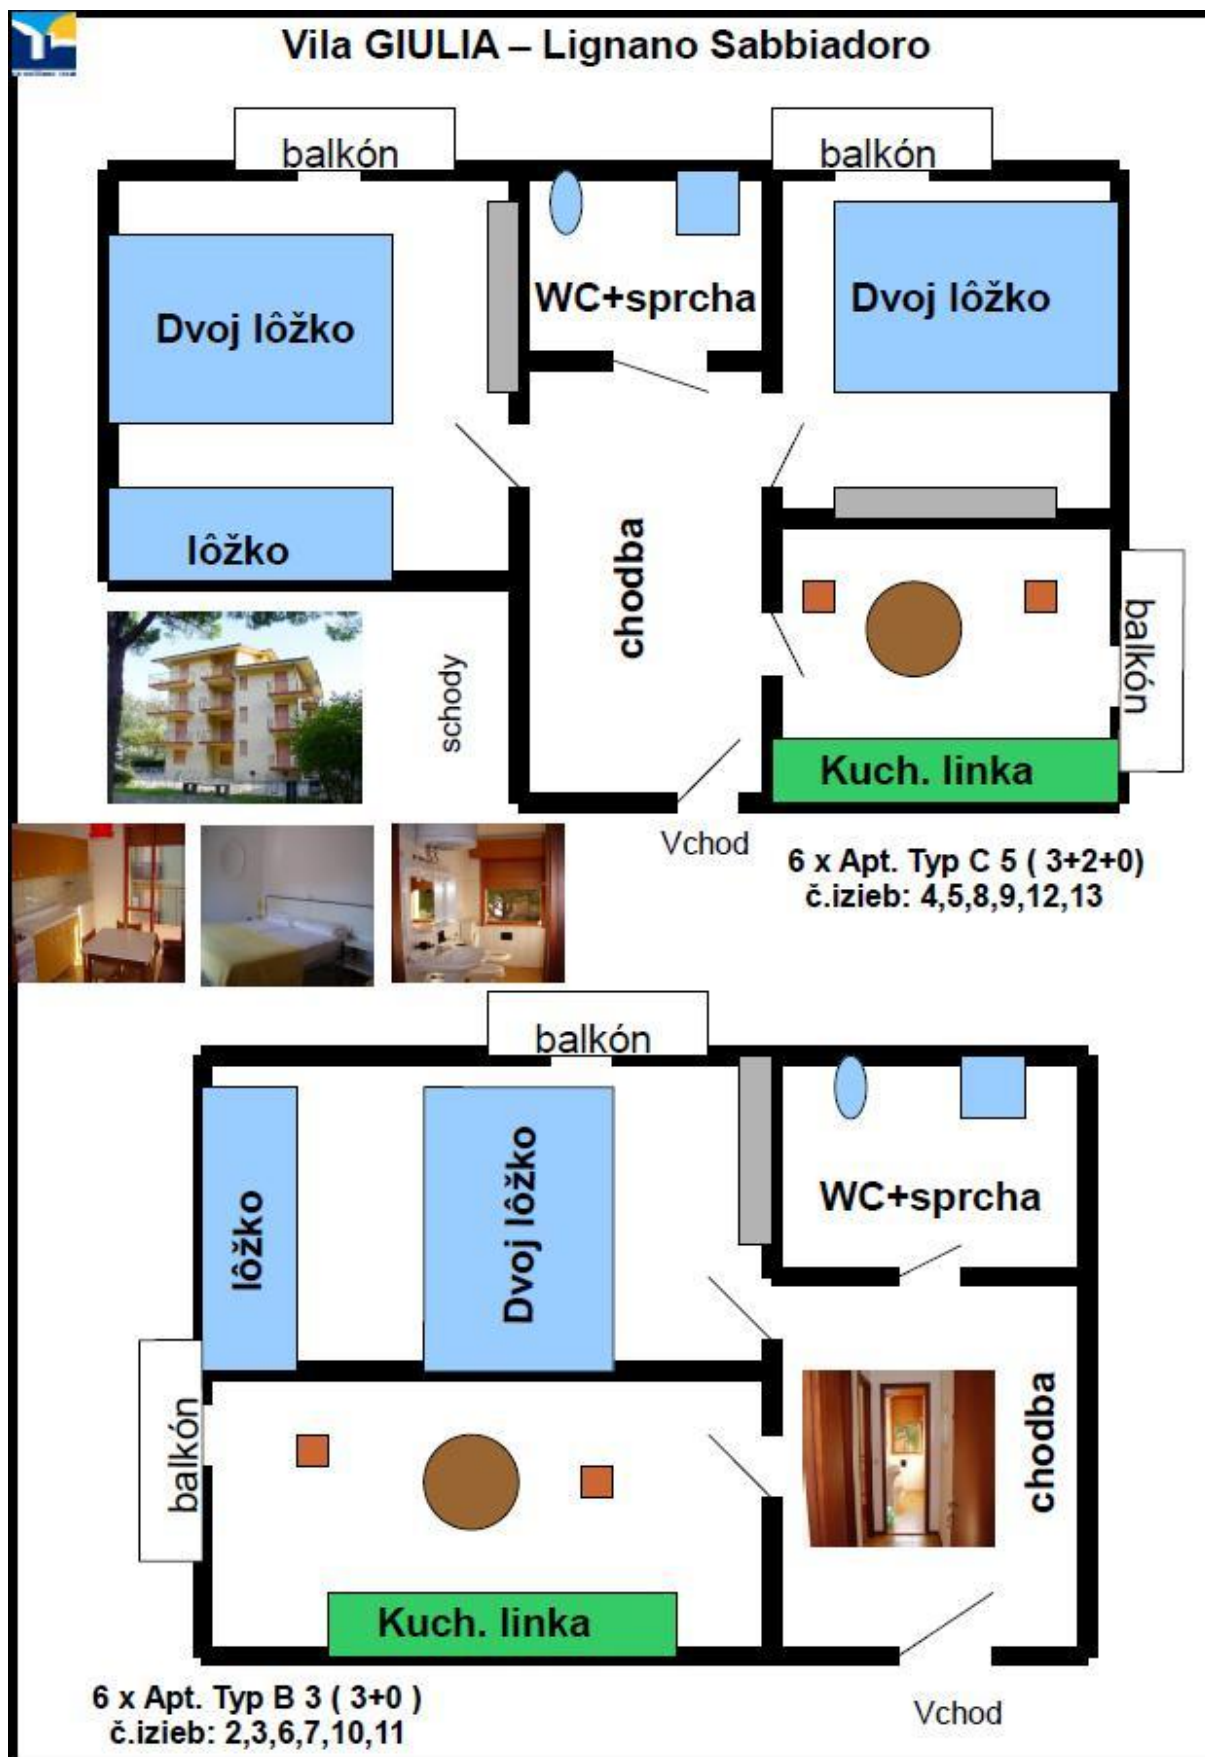 Vila GIULIA – Lignano Sabbiadoro
balkón
balkón
Dvoj lôžko
WC+sprcha
Dvoj lôžko
lôžko
chodba
schody
balkón
Kuch. linka
Vchod
6 x Apt. Typ C 5 ( 3+2+0)
č.izieb: 4,5,8,9,12,13
balkón
lôžko
Dvoj lôžko
WC+sprcha
balkón
chodba
Kuch. linka
6 x Apt. Typ B 3 ( 3+0 )
č.izieb: 2,3,6,7,10,11
Vchod